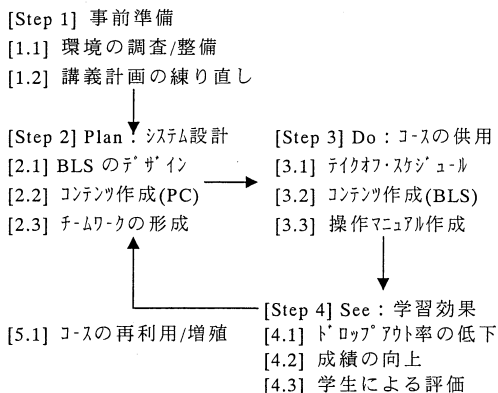 [Step 1] 事前準備
[1.1] 環境の調査/整備
[1.2] 講義計画の練り直し
[Step 2] Plan：ｼｽﾃﾑ設計
[2.1] BLS のﾃﾞｻﾞｲﾝ
[2.2] ｺﾝﾃﾝﾂ作成(PC)
[2.3] ﾁｰﾑﾜｰｸの形成
[Step 3] Do：ｺｰｽの供用
[3.1] ﾃｲｸｵﾌ･ｽｹｼﾞｭｰﾙ
[3.2] ｺﾝﾃﾝﾂ作成(BLS)
[3.3] 操作ﾏﾆｭｱﾙ作成
[Step 4] See：学習効果
[4.1] ﾄﾞﾛｯﾌﾟｱｳﾄ率の低下
[4.2] 成績の向上
[4.3] 学生による評価
[5.1] ｺｰｽの再利用/増殖